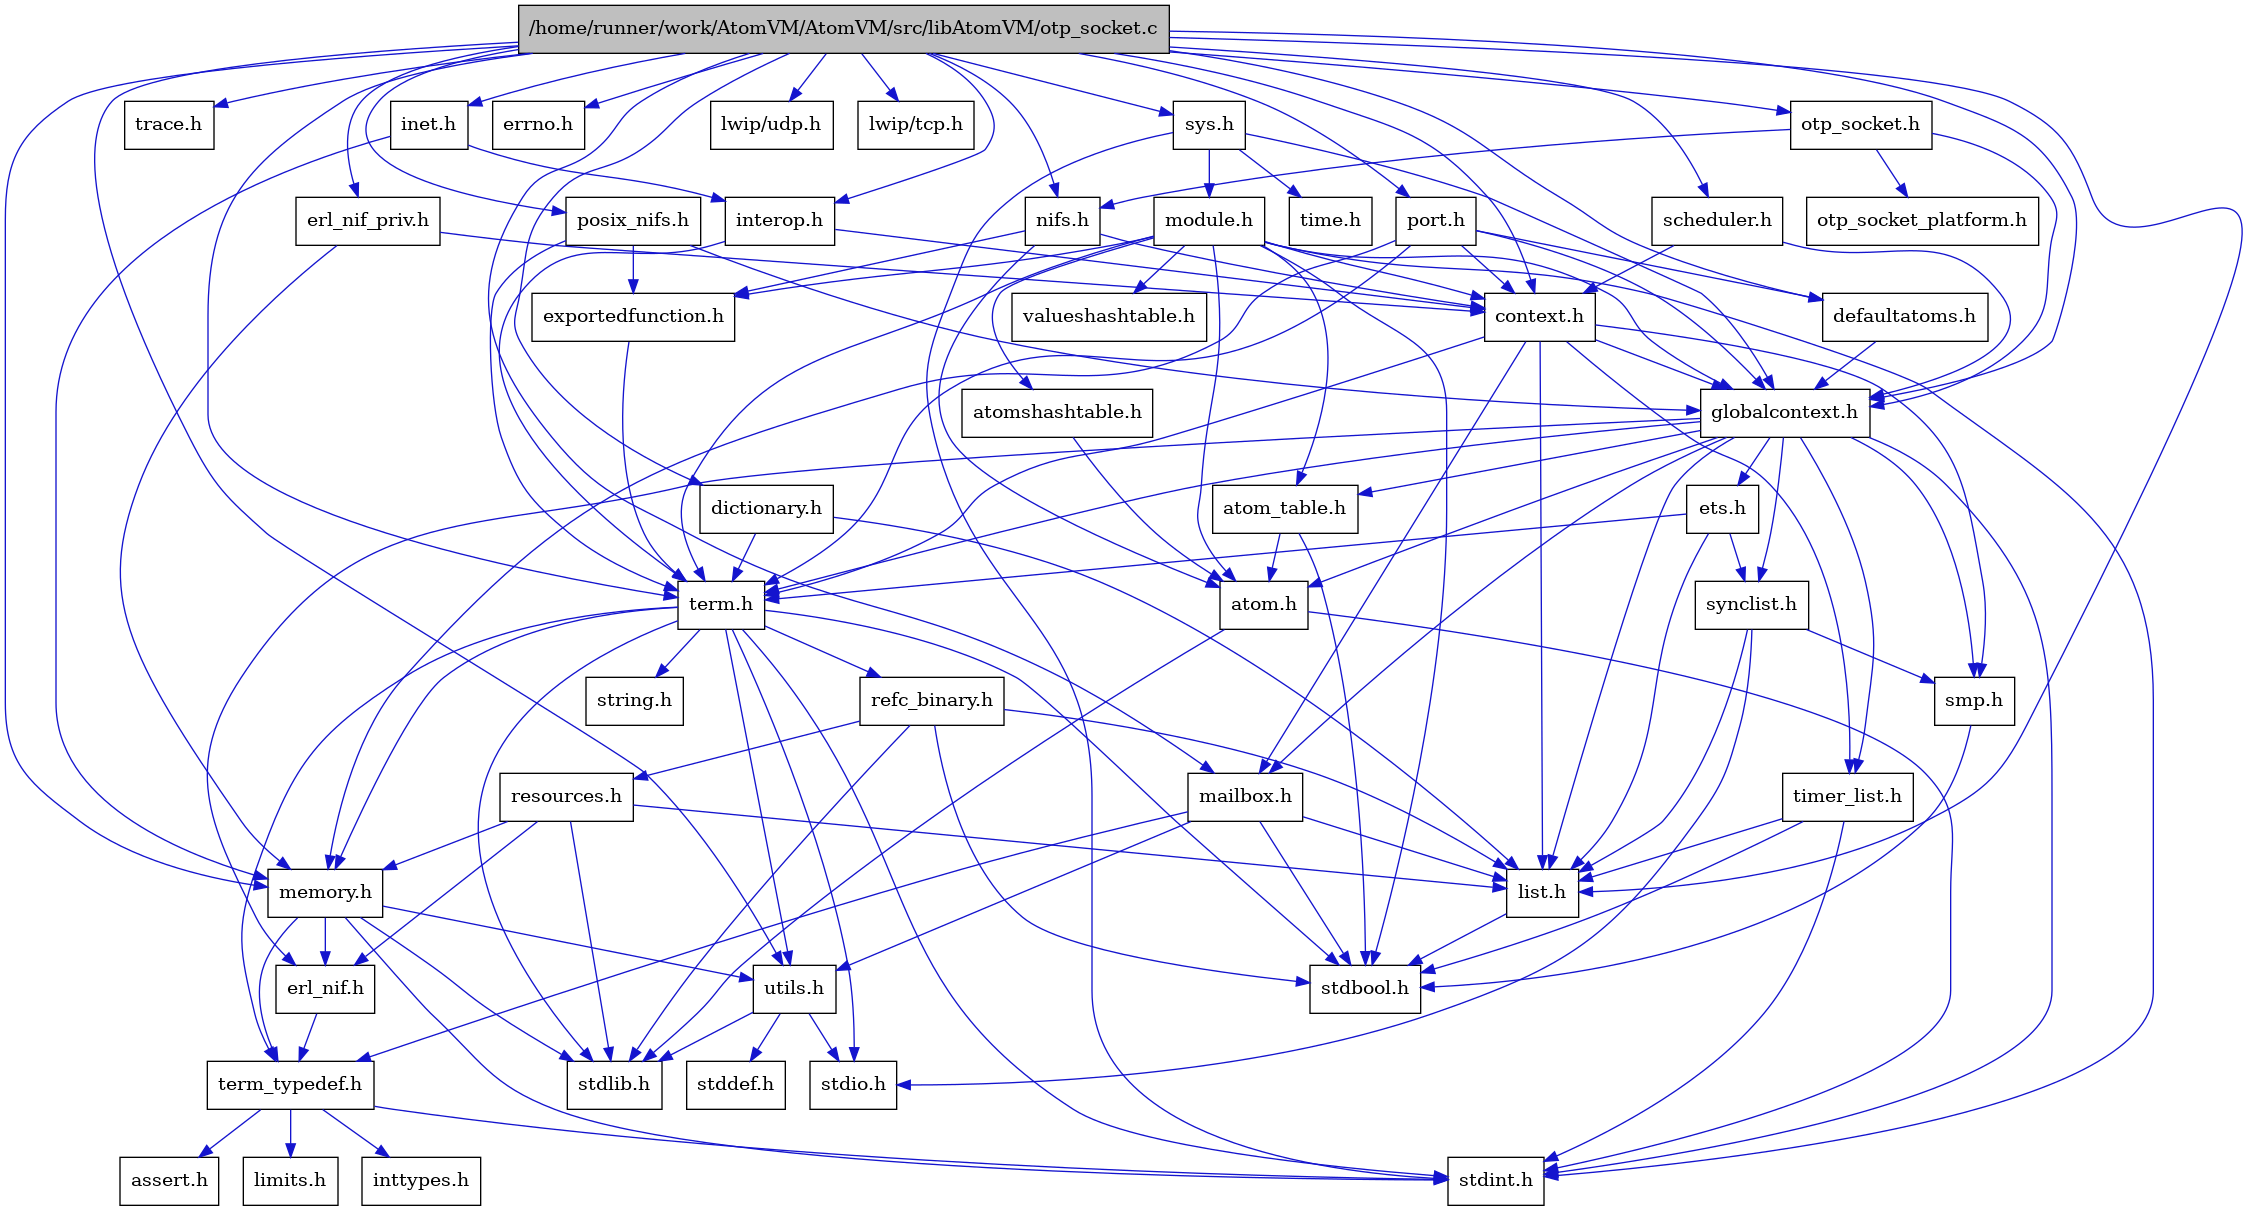 /home/runner/work/AtomVM/AtomVM/src/libAtomVM/otp_socket.c
trace.h
inet.h
errno.h
lwip/udp.h
lwip/tcp.h
sys.h
otp_socket.h
erl_nif_priv.h
posix_nifs.h
interop.h
nifs.h
module.h
time.h
port.h
scheduler.h
otp_socket_platform.h
exportedfunction.h
valueshashtable.h
context.h
defaultatoms.h
atomshashtable.h
globalcontext.h
dictionary.h
atom_table.h
ets.h
term.h
atom.h
synclist.h
string.h
refc_binary.h
smp.h
resources.h
mailbox.h
timer_list.h
memory.h
list.h
erl_nif.h
utils.h
stdbool.h
term_typedef.h
stdlib.h
stddef.h
stdio.h
assert.h
limits.h
inttypes.h
stdint.h